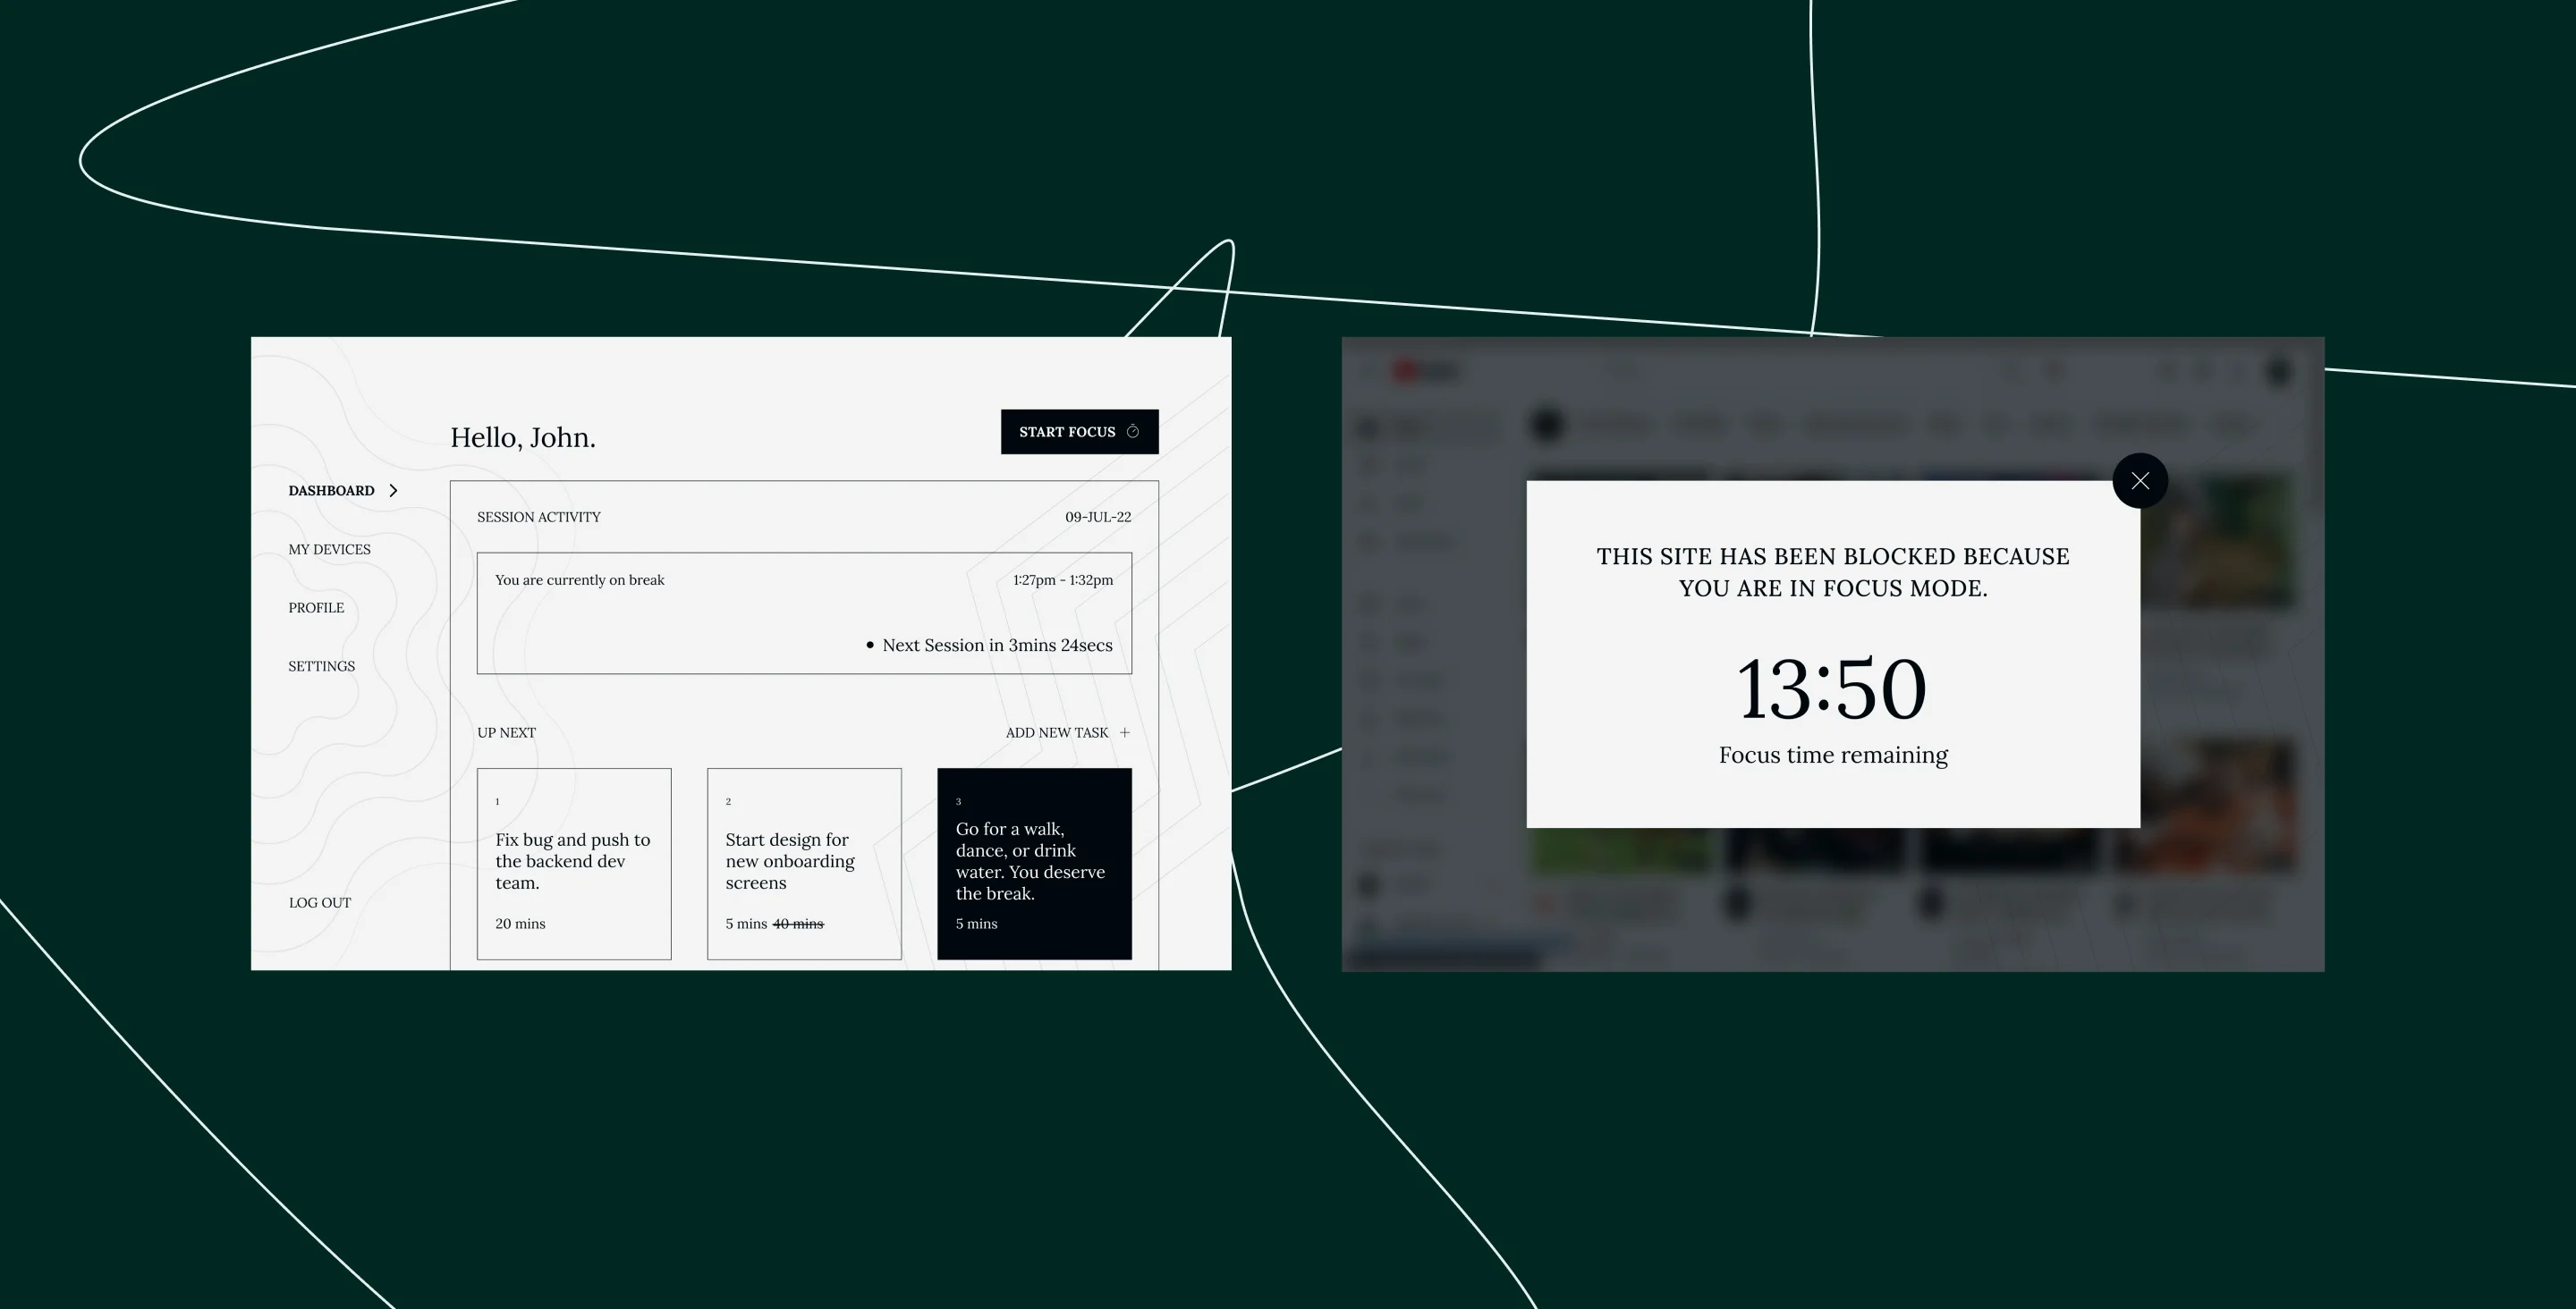 Hello, John.
START FOCUS
DASHBOARD
MY DEVICES
PROFILE
SETTINGS
LOG OUT
SESSION ACTIVITY 09-JUL-22
You are currently on break 1:27pm - 1:32pm
• Next Session in 3mins 24secs
UP NEXT ADD NEW TASK +
1
Fix bug and push to
the backend dev
team.
20 mins
2
Start design for
new onboarding
screens
5 mins 40 mins
3
Go for a walk,
dance, or drink
water. You deserve
the break.
5 mins
THIS SITE HAS BEEN BLOCKED BECAUSE
YOU ARE IN FOCUS MODE.
13:50
Focus time remaining